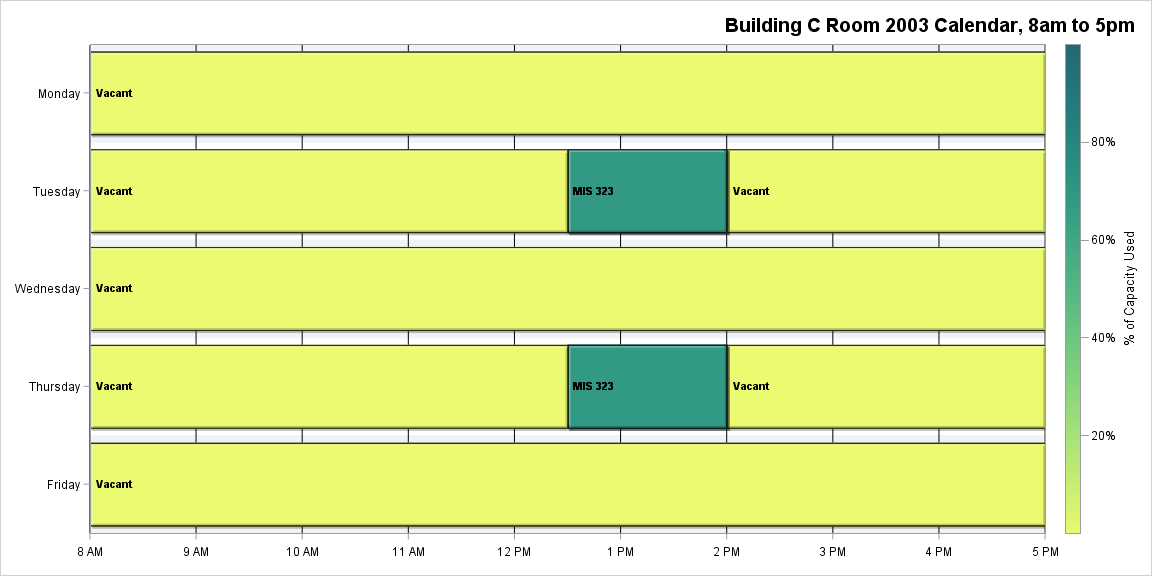 Building C Room 2003 Calendar, 8am to 5pm
Monday
Vacant
Tuesday
Vacant
MIS 323
Vacant
Wednesday
Vacant
Thursday
Vacant
MIS 323
Vacant
Friday
Vacant
8 AM
9 AM
10 AM
11 AM
12 PM
1 PM
2 PM
3 PM
4 PM
5 PM
80%
60%
40%
20%
% of Capacity Used